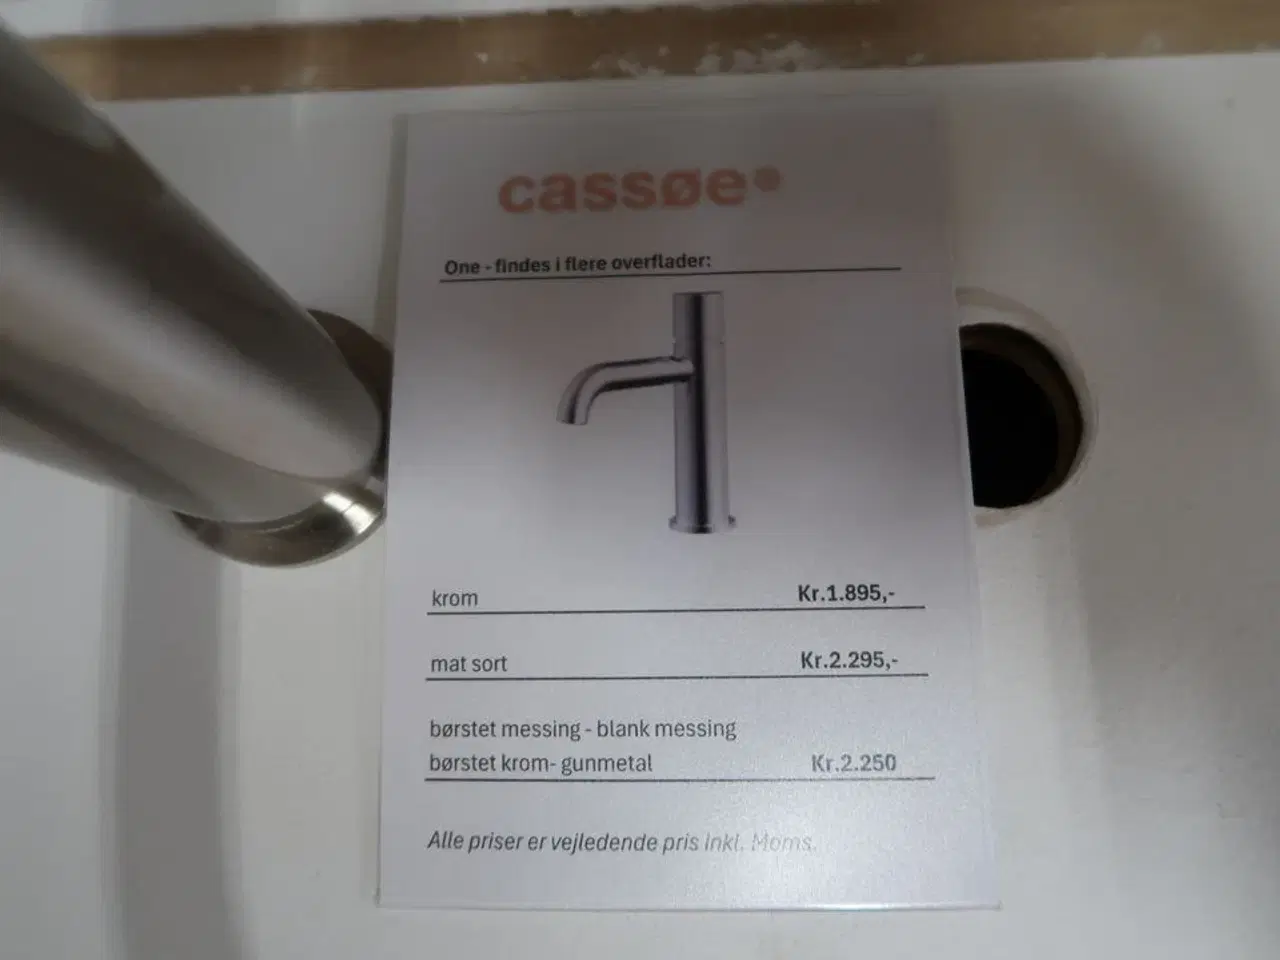 cassøe
One - findes i flere overflader:
krom Kr.1.895,-
mat sort Kr.2.295,-
børstet messing - blank messing
børstet krom- gunmetal Kr.2.250
Alle priser er vejledende pris inkl. Moms.